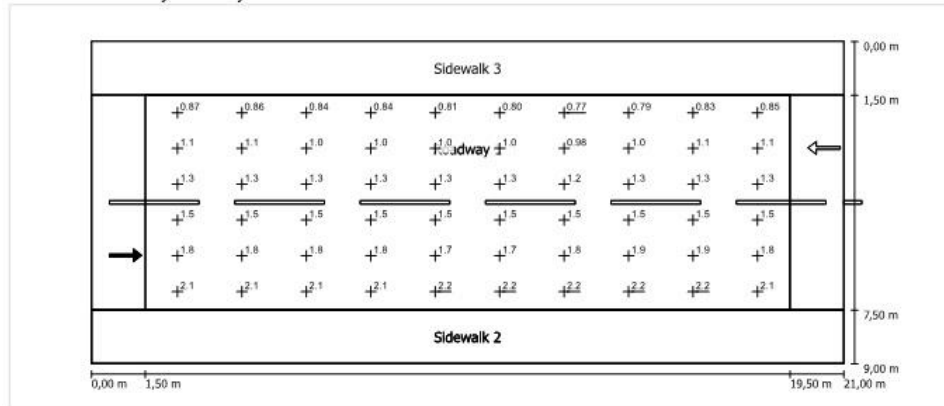 0,00 m
Sidewalk 3
1,50 m
0.87 0.86 0.84 0.84 0.81 0.80 0.77 0.79 0.83 0.85
Roadway 1
1.1 1.1 1.0 1.0 1.0 1.0 0.98 1.0 1.1 1.1
1.3 1.3 1.3 1.3 1.3 1.3 1.2 1.3 1.3 1.3
1.5 1.5 1.5 1.5 1.5 1.5 1.5 1.5 1.5 1.5
1.8 1.8 1.8 1.8 1.7 1.7 1.8 1.9 1.9 1.8
2.1 2.1 2.1 2.1 2.2 2.2 2.2 2.2 2.2 2.1
7,50 m
Sidewalk 2
9,00 m
0,00 m 1,50 m 19,50 m 21,00 m